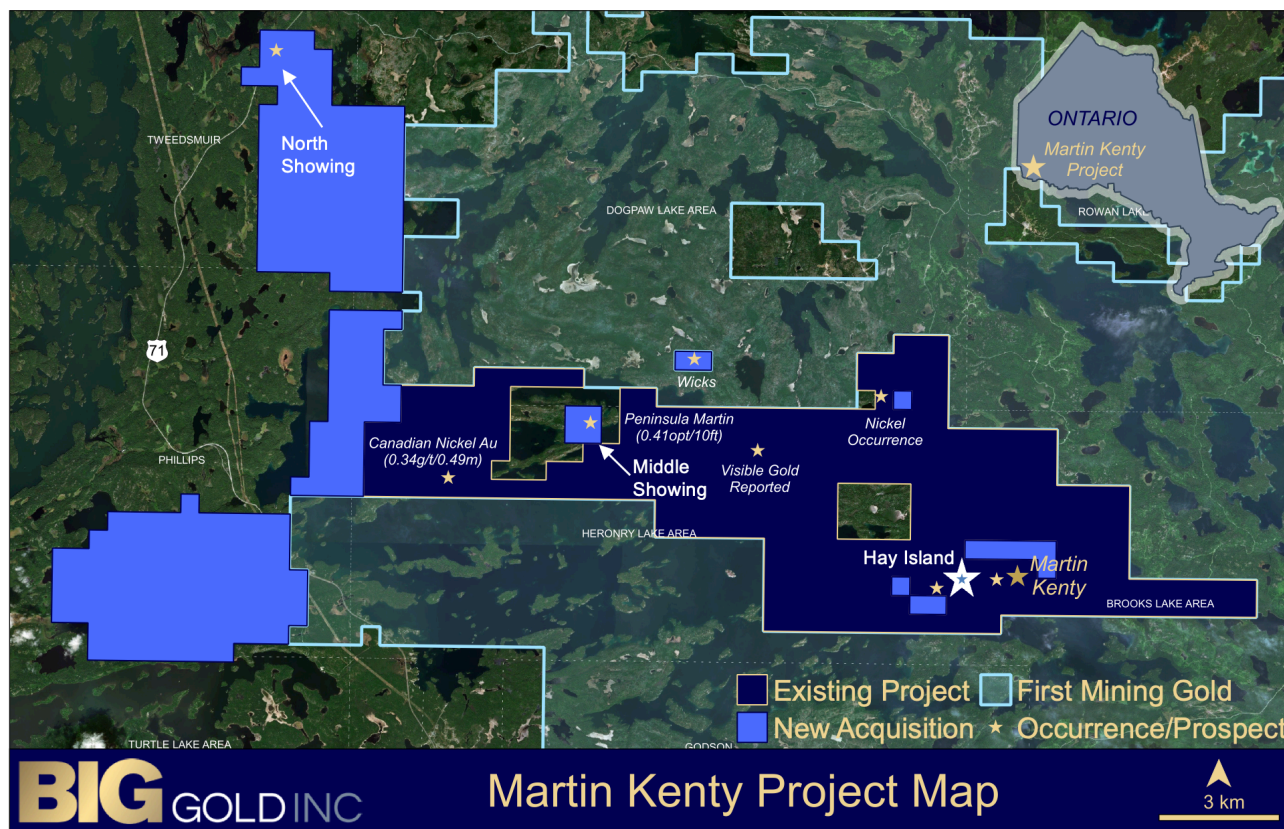 ONTARIO
Martin Kenty
Project
TWEEDSMUIR
North
Showing
DOGPAW LAKE AREA
ROWAN LAKE
71
Wicks
Peninsula Martin
(0.41opt/10ft)
Nickel
Occurrence
Canadian Nickel Au
(0.34g/t/0.49m)
PHILLIPS
Middle
Showing
Visible Gold
Reported
HERONRY LAKE AREA
Hay Island
Martin
Kenty
BROOKS LAKE AREA
Existing Project
First Mining Gold
New Acquisition
Occurrence/Prospect
TURTLE LAKE AREA
GODSON
BIG GOLD INC
Martin Kenty Project Map
3 km